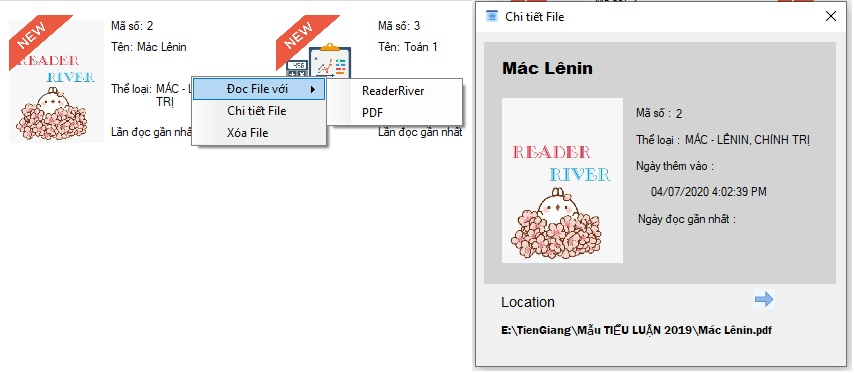 NEW
READER
RIVER
Mã số: 2
Tên: Mác Lênin
Thể loại: MÁC - L
TRỊ
Lần đọc gần nhất
NEW
Mã số: 3
Tên: Toán 1
Lần đọc gần nhất
Đọc File với
Chi tiết File
Xóa File
ReaderRiver
PDF
Chi tiết File
Mác Lênin
READER
RIVER
Mã số : 2
Thể loại : MÁC - LÊNIN, CHÍNH TRỊ
Ngày thêm vào :
04/07/2020 4:02:39 PM
Ngày đọc gần nhất :
Location
E:\TienGiang\Mẫu TIỂU LUẬN 2019\Mác Lênin.pdf